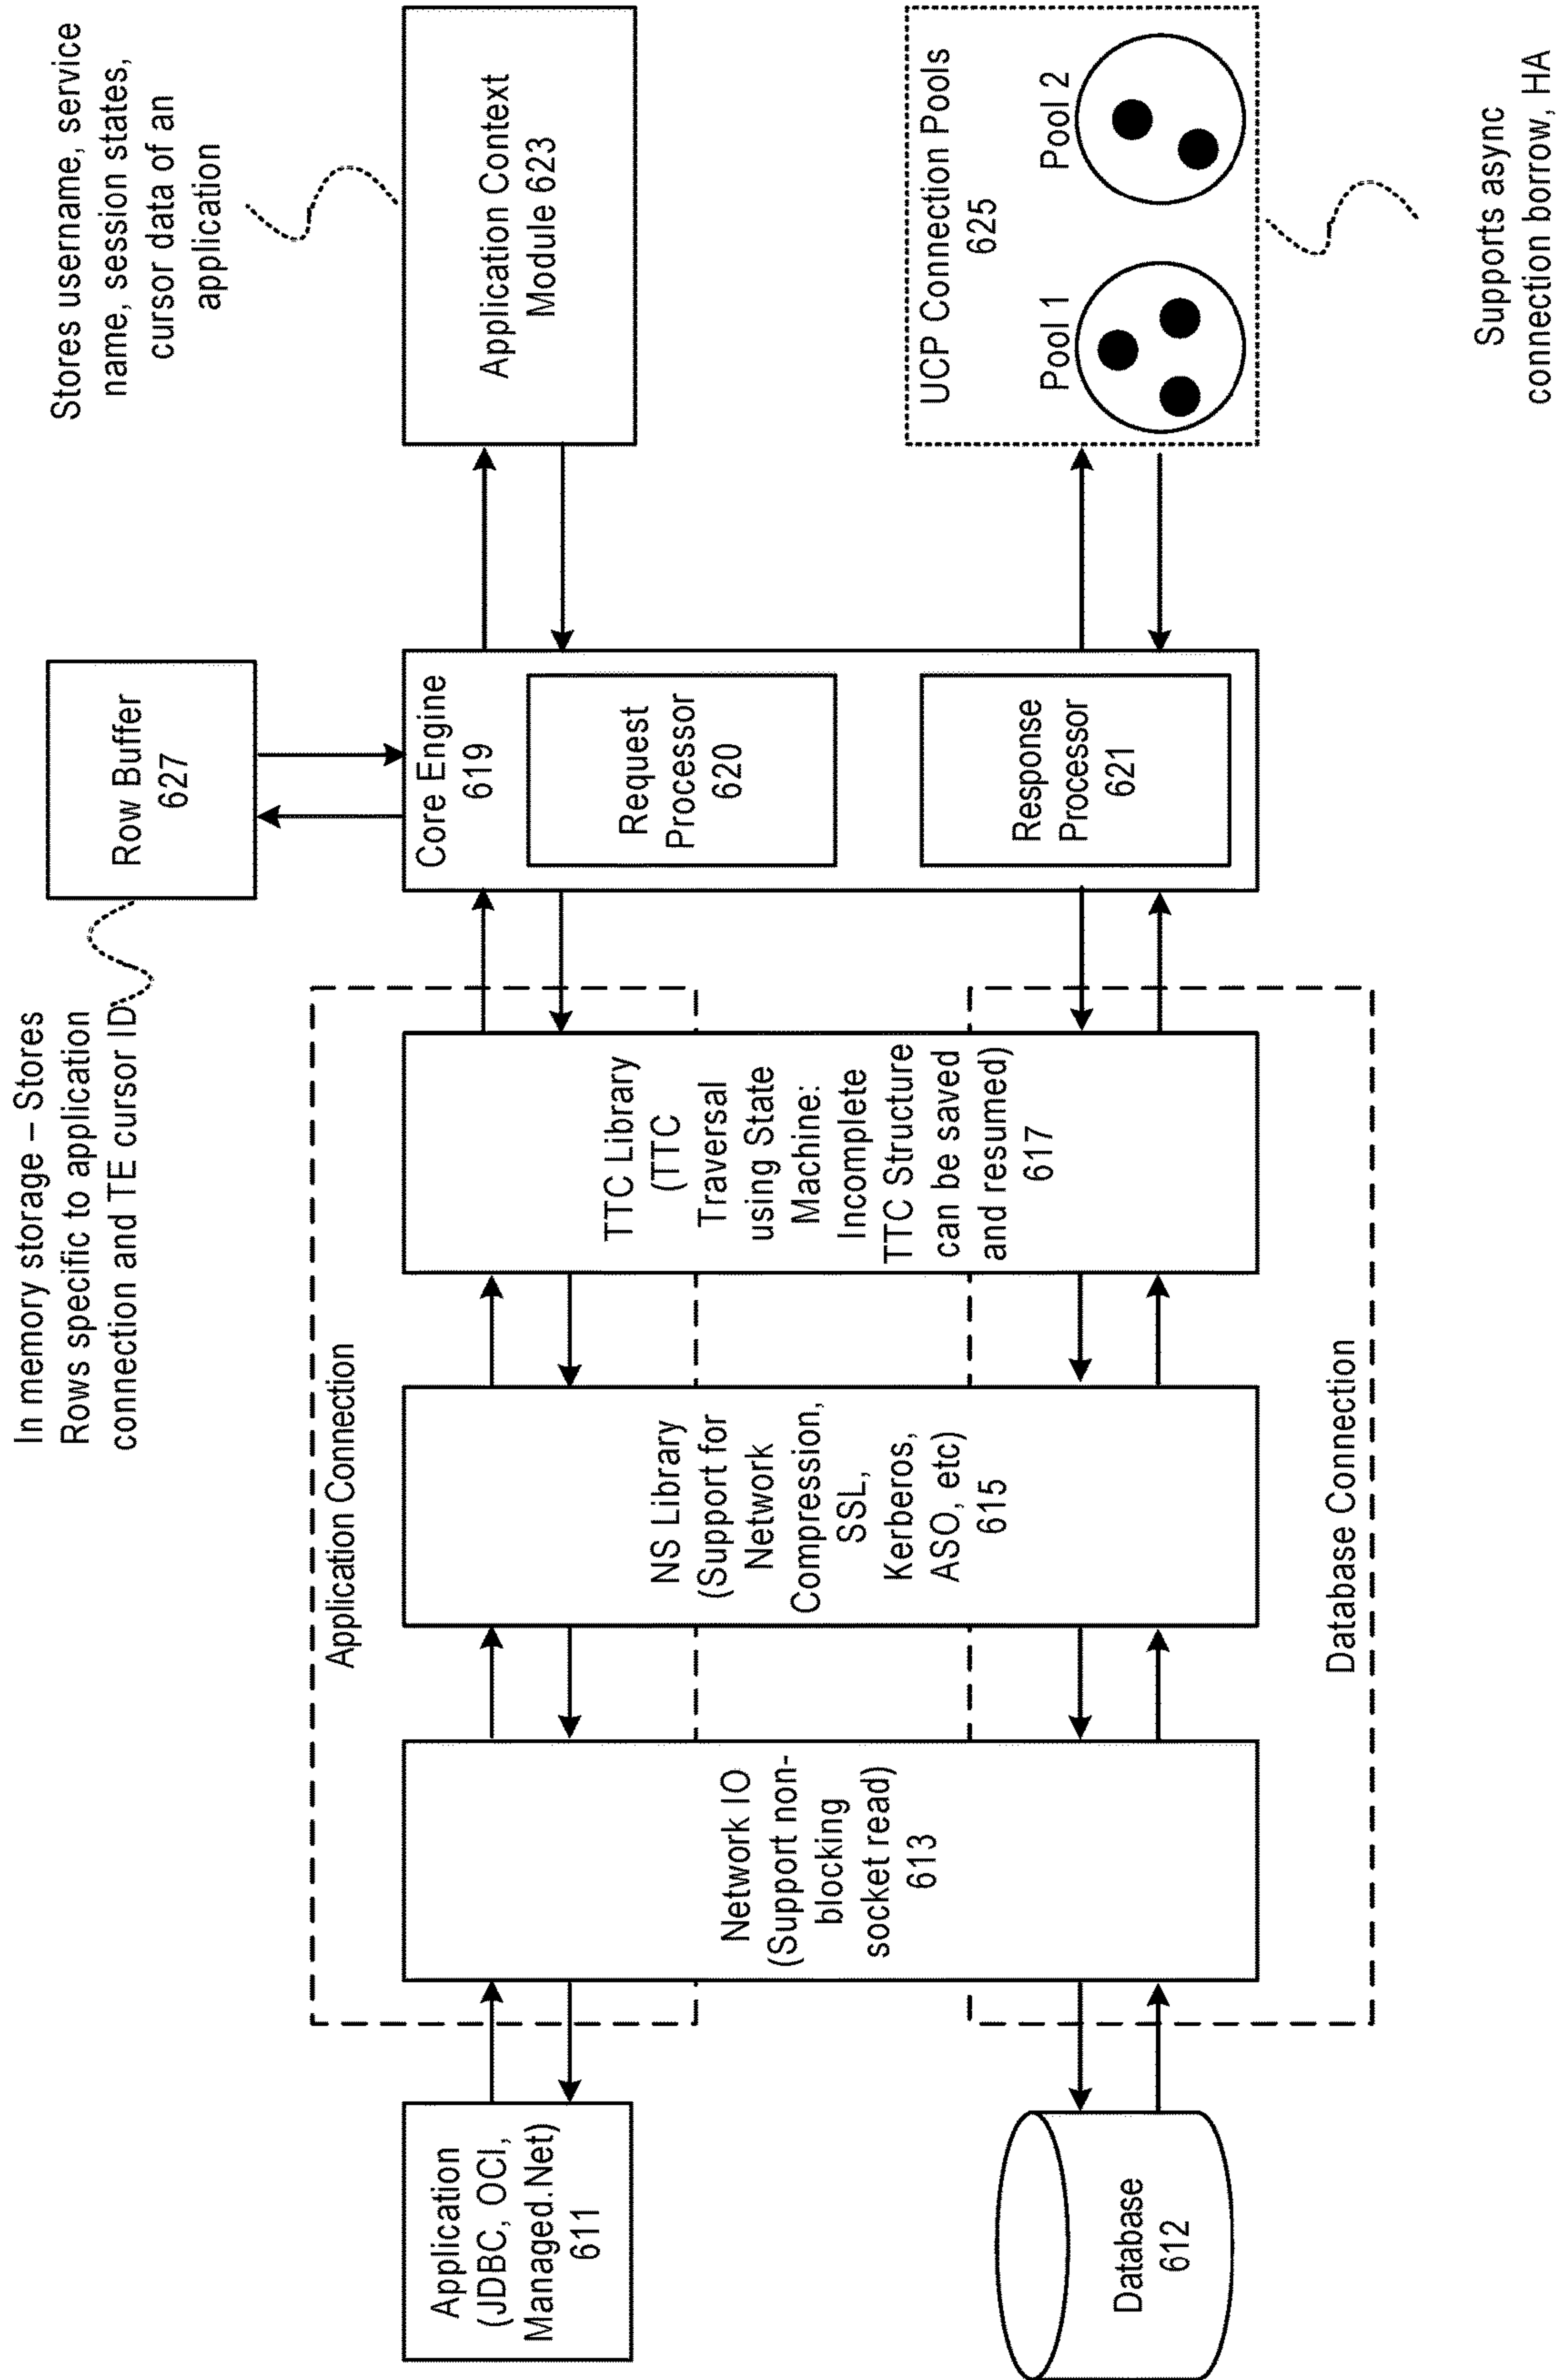 In memory storage – Stores
Rows specific to application
connection and TE cursor ID
Row Buffer
627
Stores username, service
name, session states,
cursor data of an
application
Application Connection
Application
(JDBC, OCI,
Managed.Net)
611
Network IO
(Support non-
blocking
socket read)
613
NS Library
(Support for
Network
Compression,
SSL,
Kerberos,
ASO, etc)
615
TTC Library
(TTC
Traversal
using State
Machine:
Incomplete
TTC Structure
can be saved
and resumed)
617
Core Engine
619
Request
Processor
620
Response
Processor
621
Application Context
Module 623
UCP Connection Pools
625
Pool 1
Pool 2
Database
612
Database Connection
Supports async
connection borrow, HA